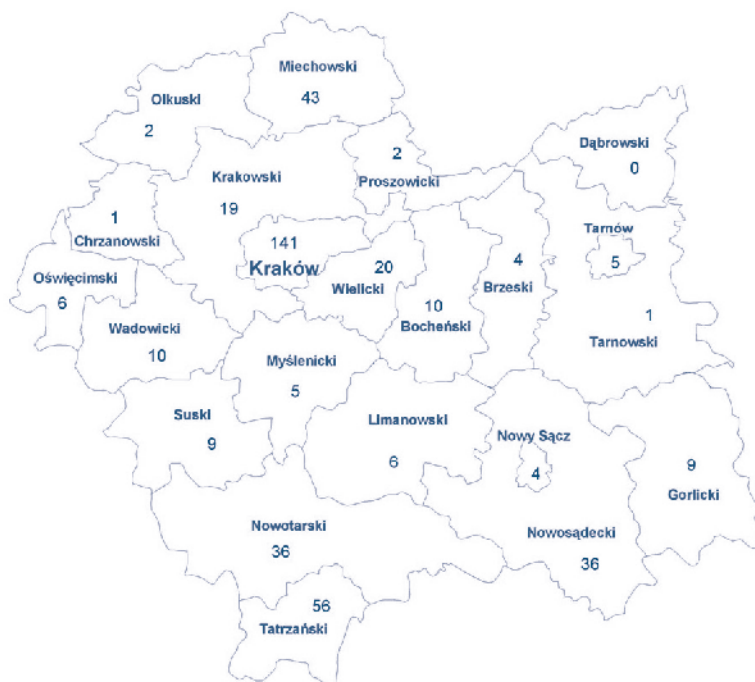 Miechowski
43
Olkuski
2
2
Proszowicki
Dąbrowski
0
Krakowski
19
1
Chrzanowski
141
Kraków
Tarnów
5
Oświęcimski
6
20
Wielicki
10
Bocheński
4
Brzeski
1
Tarnowski
Wadowicki
10
Myślenicki
5
Suski
9
Limanowski
6
Nowy Sącz
4
9
Gorlicki
Nowotarski
36
Nowosądecki
36
56
Tatrzański